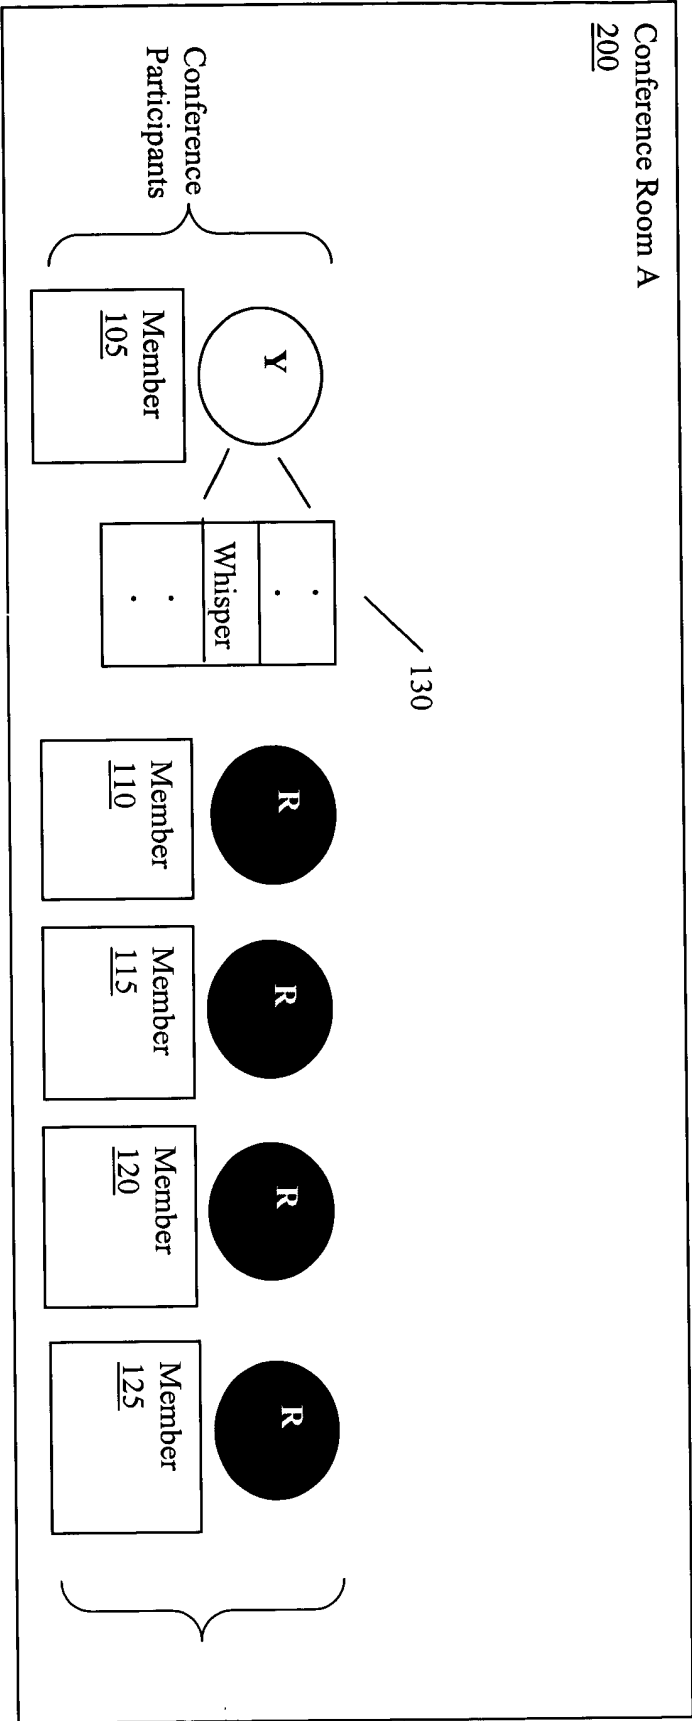 Conference Room A
200
130
Conference
Participants
Y
.
.
Whisper
.
.
R
R
R
R
Member
105
Member
110
Member
115
Member
120
Member
125